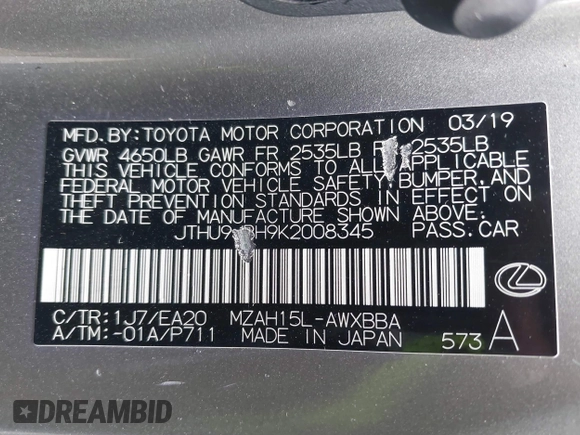 MFD.BY:TOYOTA MOTOR CORPORATION 03/19
GVWR 4650LB GAWR FR 2535LB 2535LB
THIS VEHICLE CONFORMS TO ALL APPLICABLE
FEDERAL MOTOR VEHICLE SAFETY,BUMPER,AND
THEFT PREVENTION STANDARDS IN EFFECT ON
THE DATE OF MANUFACTURE SHOWN ABOVE.
PASS.CAR
C/TR:1J7/EA20 MZAH15L-AWXBBA
A/TM:-01A/P711 MADE IN JAPAN 573 A
DREAMBID